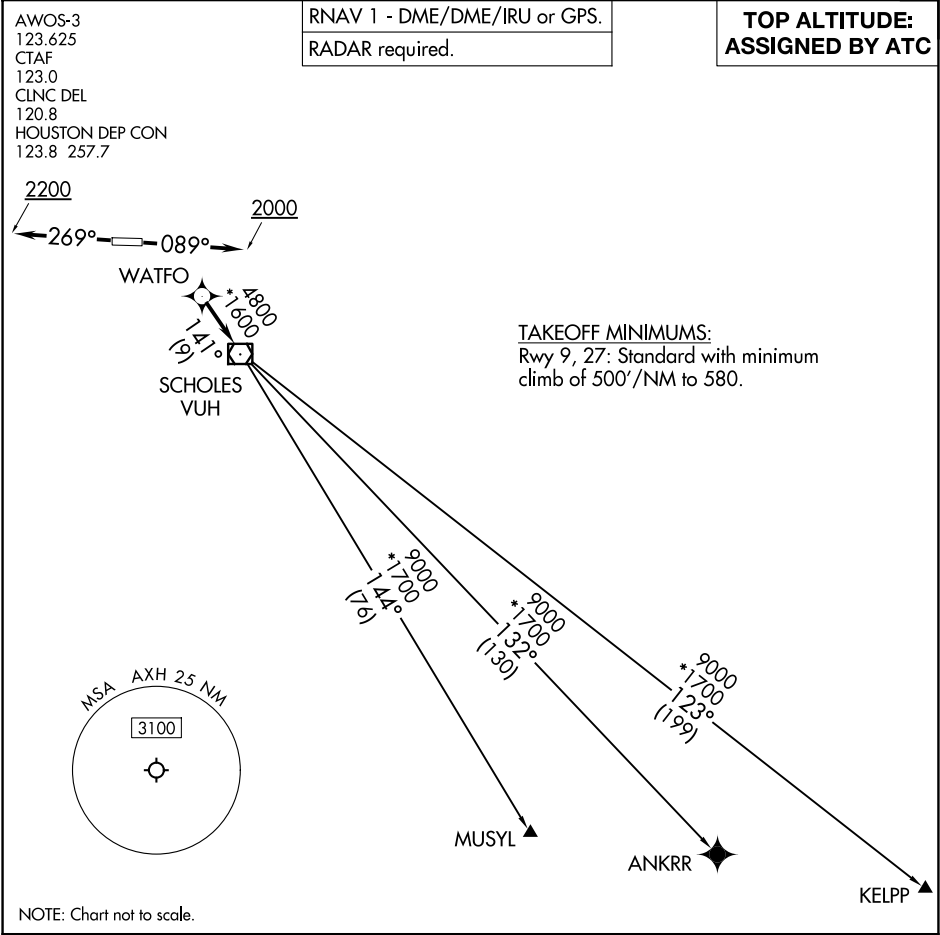 AWOS-3
123.625
CTAF
123.0
CLNC DEL
120.8
HOUSTON DEP CON
123.8 257.7
RNAV 1 - DME/DME/IRU or GPS.
RADAR required.
TOP ALTITUDE:
ASSIGNED BY ATC
2200
2000
269°
089°
WATFO
4800
*1600
141°
(9)
SCHOLES
VUH
TAKEOFF MINIMUMS:
Rwy 9, 27: Standard with minimum
climb of 500'/NM to 580.
9000
*1700
144°
(76)
9000
*1700
132°
(130)
9000
*1700
123°
(199)
MSA AXH 25 NM
3100
MUSYL
ANKRR
KELPP
NOTE: Chart not to scale.